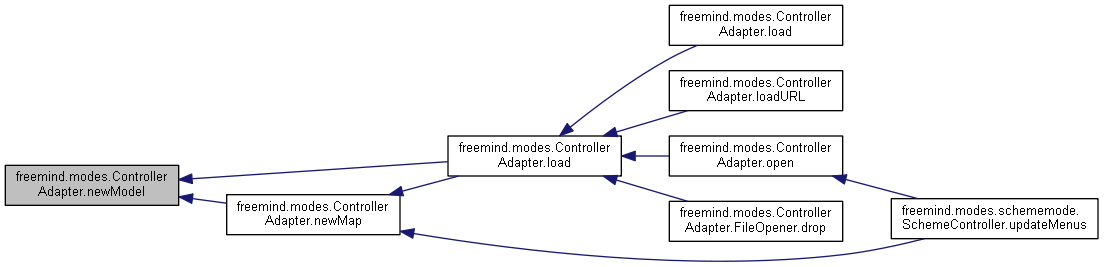 freemind.modes.Controller
Adapter.newModel
freemind.modes.Controller
Adapter.newMap
freemind.modes.Controller
Adapter.load
freemind.modes.Controller
Adapter.load
freemind.modes.Controller
Adapter.loadURL
freemind.modes.Controller
Adapter.open
freemind.modes.Controller
Adapter.FileOpener.drop
freemind.modes.schememode.
SchemeController.updateMenus